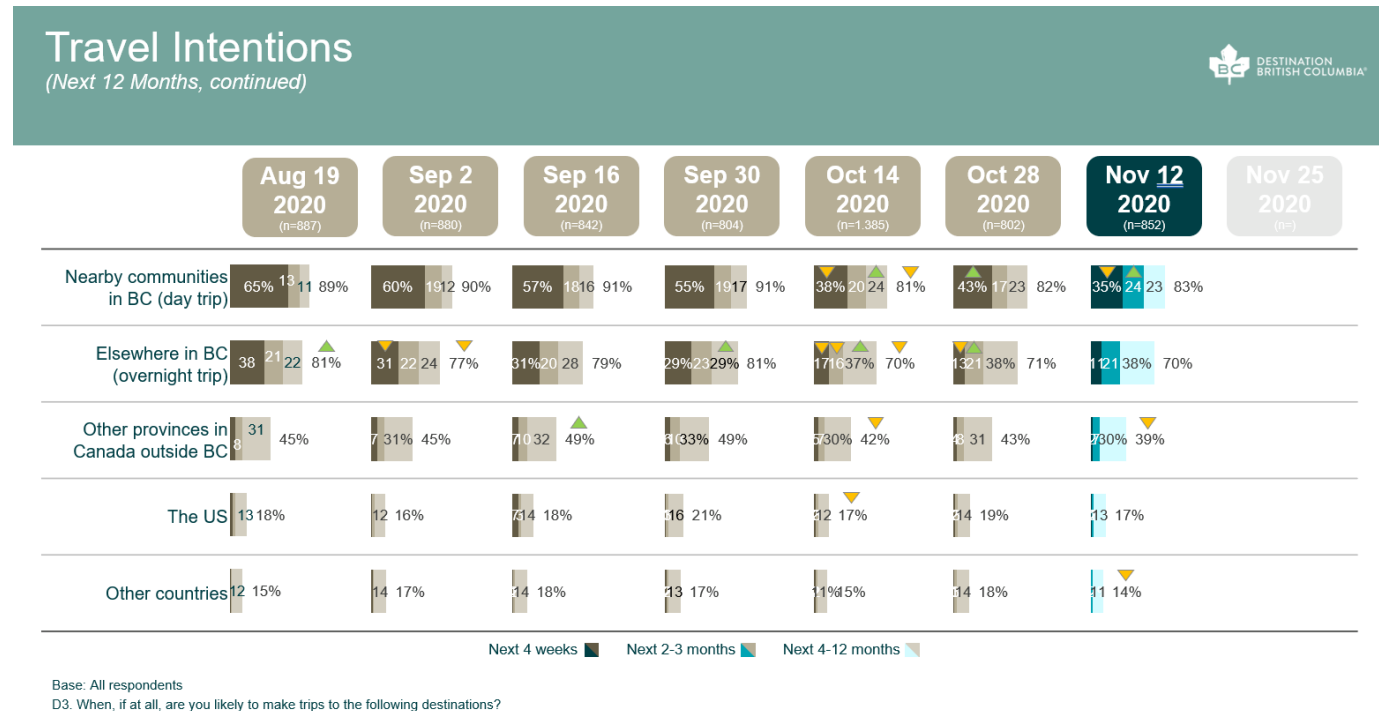 Travel Intentions
(Next 12 Months, continued)
BC
DESTINATION
BRITISH COLUMBIA®
Aug 19
2020
(n=887)
Sep 2
2020
(n=880)
Sep 16
2020
(n=842)
Sep 30
2020
(n=804)
Oct 14
2020
(n=1.385)
Oct 28
2020
(n=802)
Nov 12
2020
(n=852)
Nov 25
2020
(n=)
Nearby communities
in BC (day trip)
65% 13 11 89%
60% 19 12 90%
57% 18 16 91%
55% 19 17 91%
38% 20 24 81%
43% 17 23 82%
35% 24 23 83%
Elsewhere in BC
(overnight trip)
38 21 22 81%
31 22 24 77%
31% 20 28 79%
29% 23 29% 81%
17 16 37% 70%
13 21 38% 71%
11 21 38% 70%
Other provinces in
Canada outside BC
8 31 45%
7 31% 45%
7 10 32 49%
33% 49%
30% 42%
31 43%
30% 39%
The US
13 18%
12 16%
14 18%
16 21%
12 17%
14 19%
13 17%
Other countries
12 15%
14 17%
14 18%
13 17%
15%
14 18%
11 14%
Next 4 weeks
Next 2-3 months
Next 4-12 months
Base: All respondents
D3. When, if at all, are you likely to make trips to the following destinations?